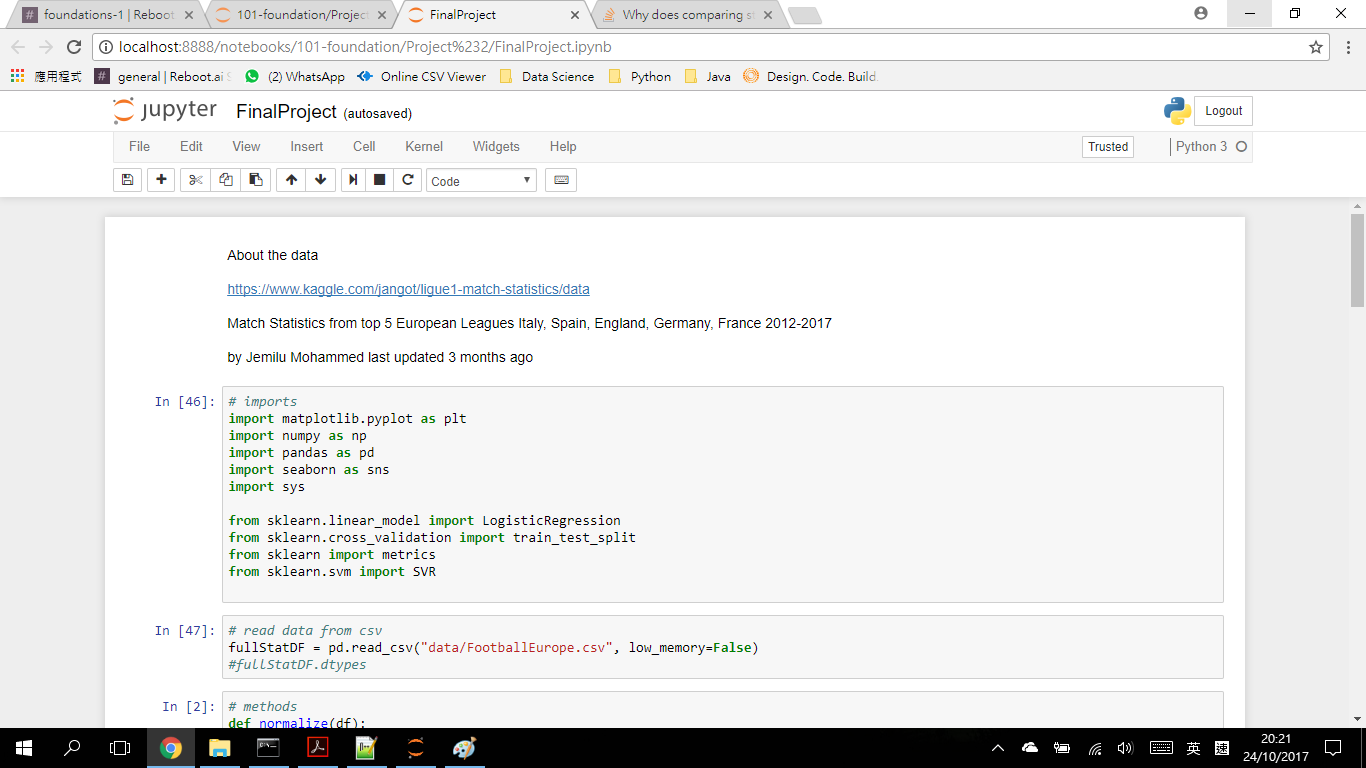 foundations-1 | Reboot
101-foundation/Project
FinalProject
Why does comparing st
localhost:8888/notebooks/101-foundation/Project%232/FinalProject.ipynb
應用程式
general | Reboot.ai S
(2) WhatsApp
Online CSV Viewer
Data Science
Python
Java
Design. Code. Build.
jupyter FinalProject (autosaved)
Logout
File Edit View Insert Cell Kernel Widgets Help
Trusted
Python 3
Code
About the data
https://www.kaggle.com/jangot/ligue1-match-statistics/data
Match Statistics from top 5 European Leagues Italy, Spain, England, Germany, France 2012-2017
by Jemilu Mohammed last updated 3 months ago
In [46]: # imports
import matplotlib.pyplot as plt
import numpy as np
import pandas as pd
import seaborn as sns
import sys
from sklearn.linear_model import LogisticRegression
from sklearn.cross_validation import train_test_split
from sklearn import metrics
from sklearn.svm import SVR
In [47]: # read data from csv
fullStatDF = pd.read_csv("data/FootballEurope.csv", low_memory=False)
#fullStatDF.dtypes
In [2]: # methods
def normalize(df):
英
20:21
24/10/2017